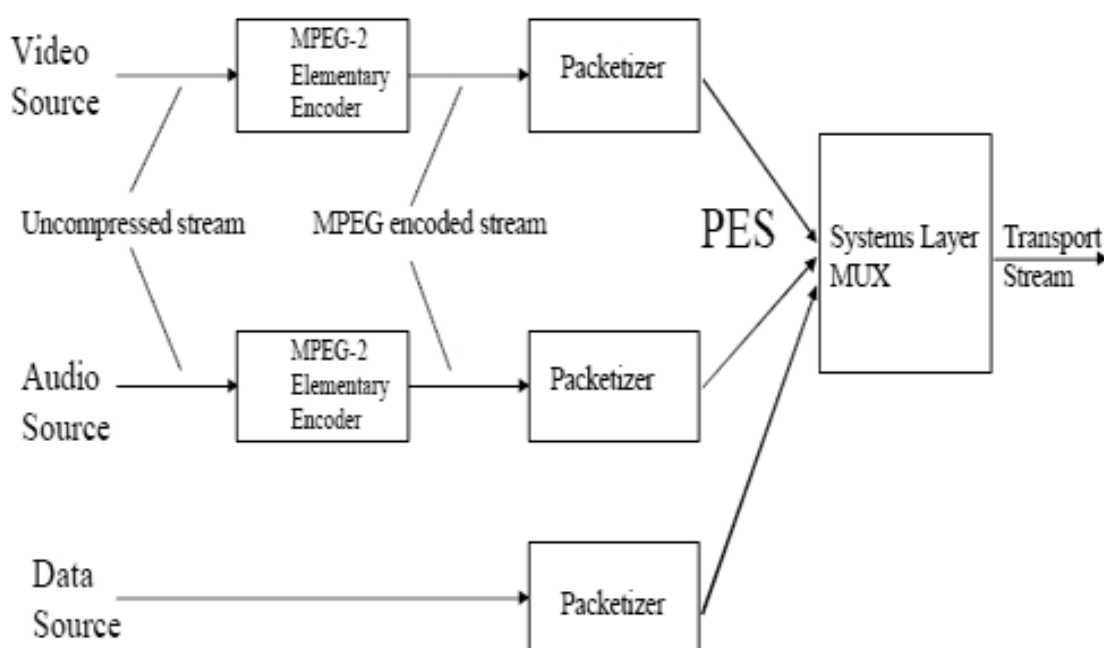 Video
Source
MPEG-2
Elementary
Encoder
Packetizer
Uncompressed stream
MPEG encoded stream
PES
Systems Layer
MUX
Transport
Stream
Audio
Source
MPEG-2
Elementary
Encoder
Packetizer
Data
Source
Packetizer